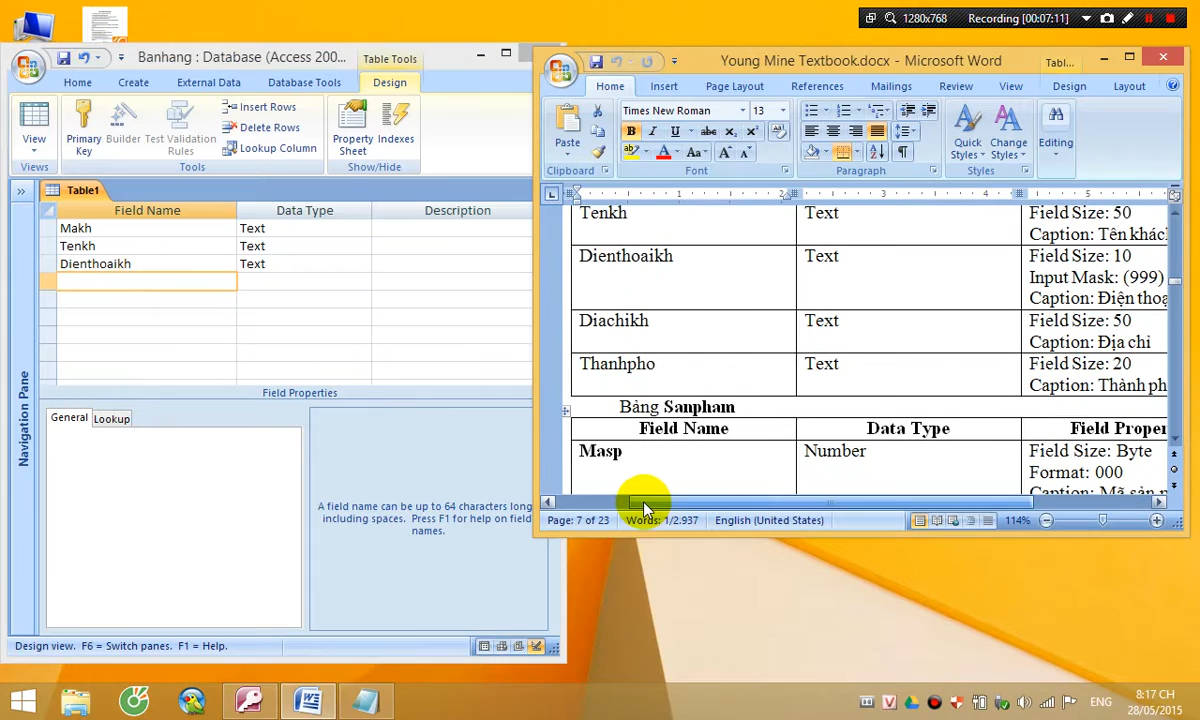 1280x768
Recording [00:07:11]
Banhang : Database (Access 200...
Table Tools
Home
Create
External Data
Database Tools
Design
View
Primary Key
Builder
Test Validation Rules
Insert Rows
Delete Rows
Lookup Column
Property Sheet
Indexes
Views
Tools
Show/Hide
Table1
Field Name
Data Type
Description
Makh
Text
Tenkh
Text
Dienthoaikh
Text
Field Properties
General
Lookup
A field name can be up to 64 characters long,
including spaces. Press F1 for help on field
names.
Navigation Pane
Design view. F6 = Switch panes. F1 = Help.
Young Mine Textbook.docx - Microsoft Word
Tabl...
Home
Insert
Page Layout
References
Mailings
Review
View
Design
Layout
Paste
Times New Roman
13
Quick Styles
Change Styles
Editing
Clipboard
Font
Paragraph
Styles
1
2
3
4
5
Tenkh
Text
Field Size: 50
Caption: Tên khách
Dienthoaikh
Text
Field Size: 10
Input Mask: (999)
Caption: Điện thoạ
Diachikh
Text
Field Size: 50
Caption: Địa chỉ
Thanhpho
Text
Field Size: 20
Caption: Thành ph
Bảng Sanpham
Field Name
Data Type
Field Proper
Masp
Number
Field Size: Byte
Format: 000
Page: 7 of 23
Words: 1/2.937
English (United States)
114%
ENG
8:17 CH
28/05/2015